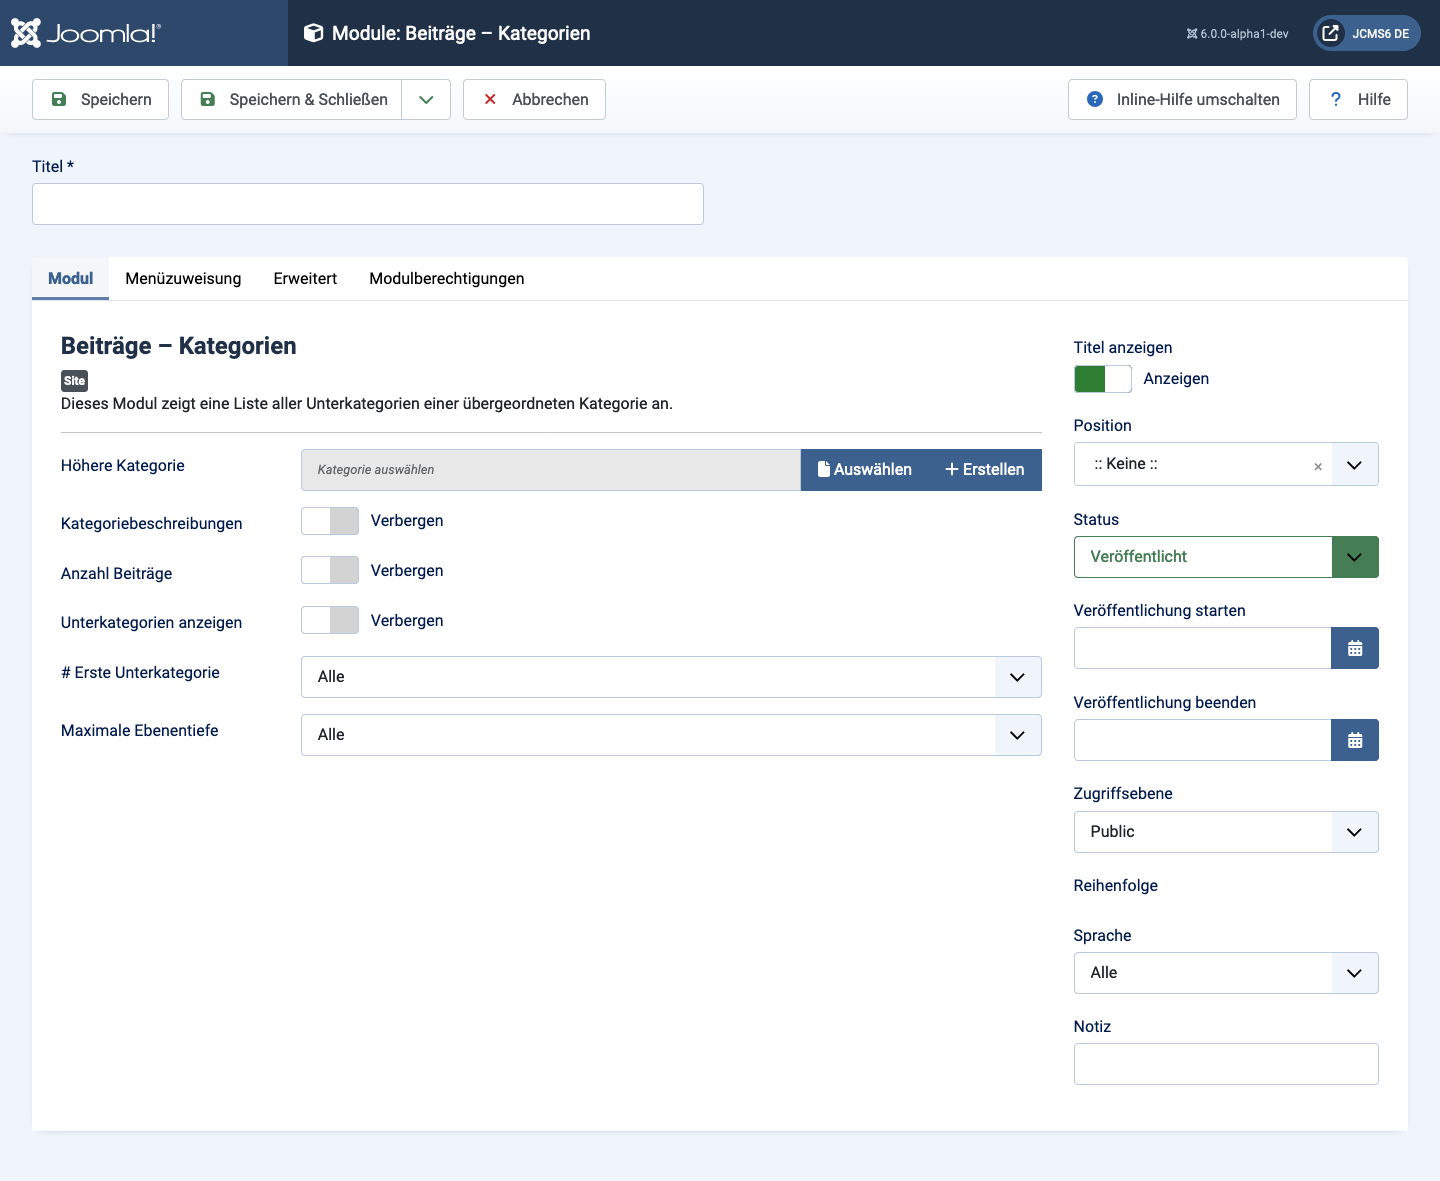 Joomla!®
Module: Beiträge – Kategorien
6.0.0-alpha1-dev
JCMS6 DE
Speichern
Speichern & Schließen
Abbrechen
Inline-Hilfe umschalten
? Hilfe
Titel *
Modul
Menüzuweisung
Erweitert
Modulberechtigungen
Beiträge – Kategorien
Site
Dieses Modul zeigt eine Liste aller Unterkategorien einer übergeordneten Kategorie an.
Höhere Kategorie
Kategorie auswählen
Auswählen
Erstellen
Kategoriebeschreibungen
Verbergen
Anzahl Beiträge
Verbergen
Unterkategorien anzeigen
Verbergen
# Erste Unterkategorie
Alle
Maximale Ebenentiefe
Alle
Titel anzeigen
Anzeigen
Position
:: Keine ::
×
Status
Veröffentlicht
Veröffentlichung starten
Veröffentlichung beenden
Zugriffsebene
Public
Reihenfolge
Sprache
Alle
Notiz